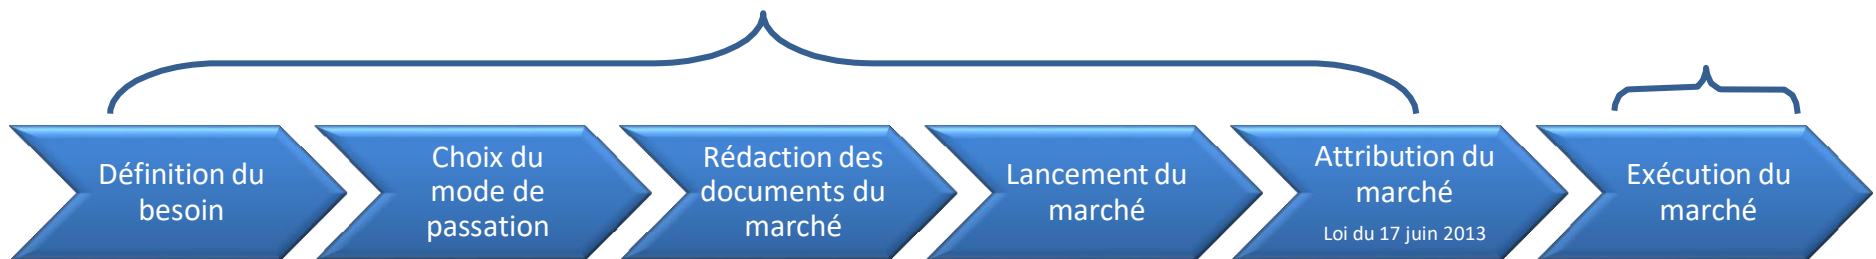 Définition du
besoin
Choix du
mode de
passation
Rédaction des
documents du
marché
Lancement du
marché
Attribution du
marché
Loi du 17 juin 2013
Exécution du
marché